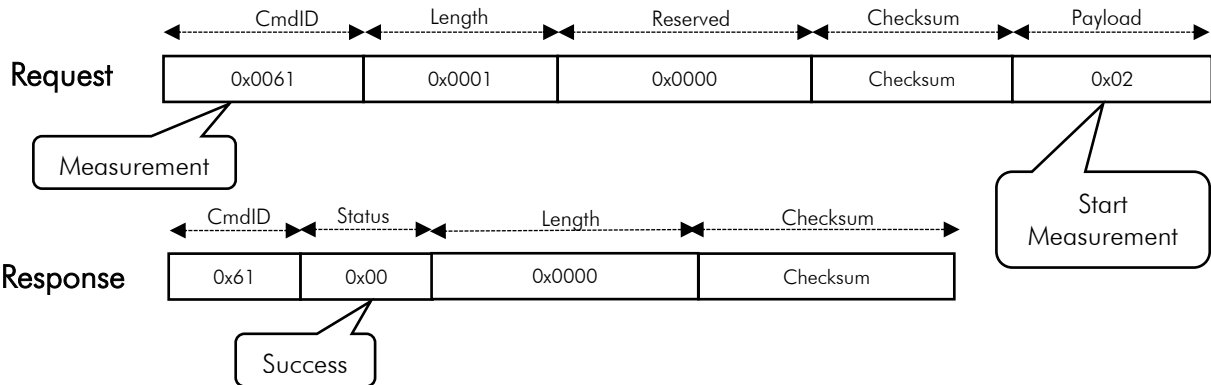 CmdID Length Reserved Checksum Payload
Request 0x0061 0x0001 0x0000 Checksum 0x02
Measurement
Start
Measurement
CmdID Status Length Checksum
Response 0x61 0x00 0x0000 Checksum
Success